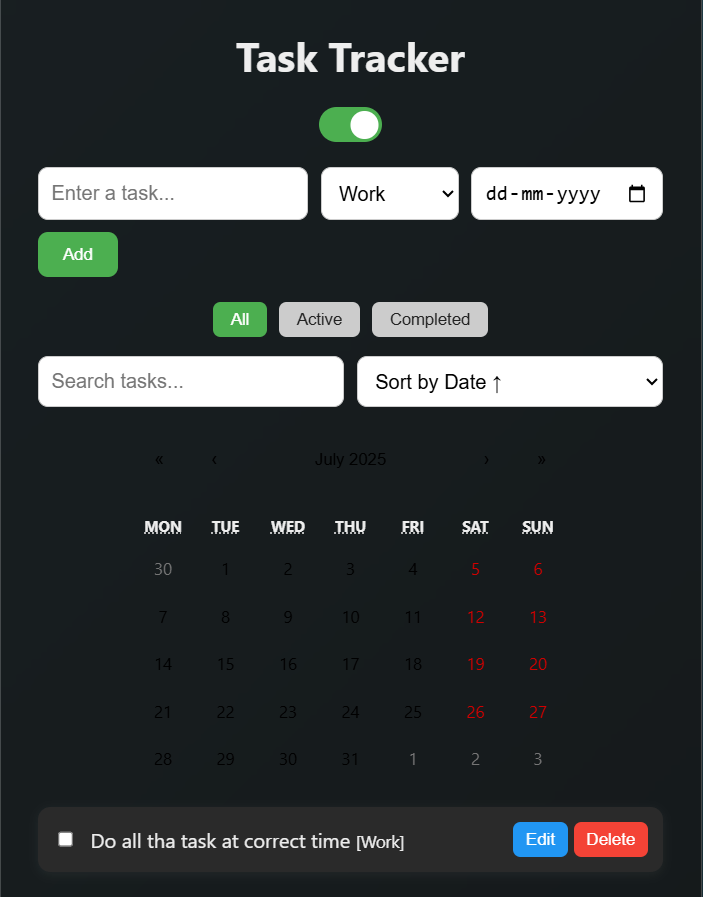 Task Tracker
Enter a task... Work dd-mm-yyyy
Add
All Active Completed
Search tasks... Sort by Date ↑
« ‹ July 2025 › »
MON TUE WED THU FRI SAT SUN
30 1 2 3 4 5 6
7 8 9 10 11 12 13
14 15 16 17 18 19 20
21 22 23 24 25 26 27
28 29 30 31 1 2 3
Do all tha task at correct time [Work] Edit Delete